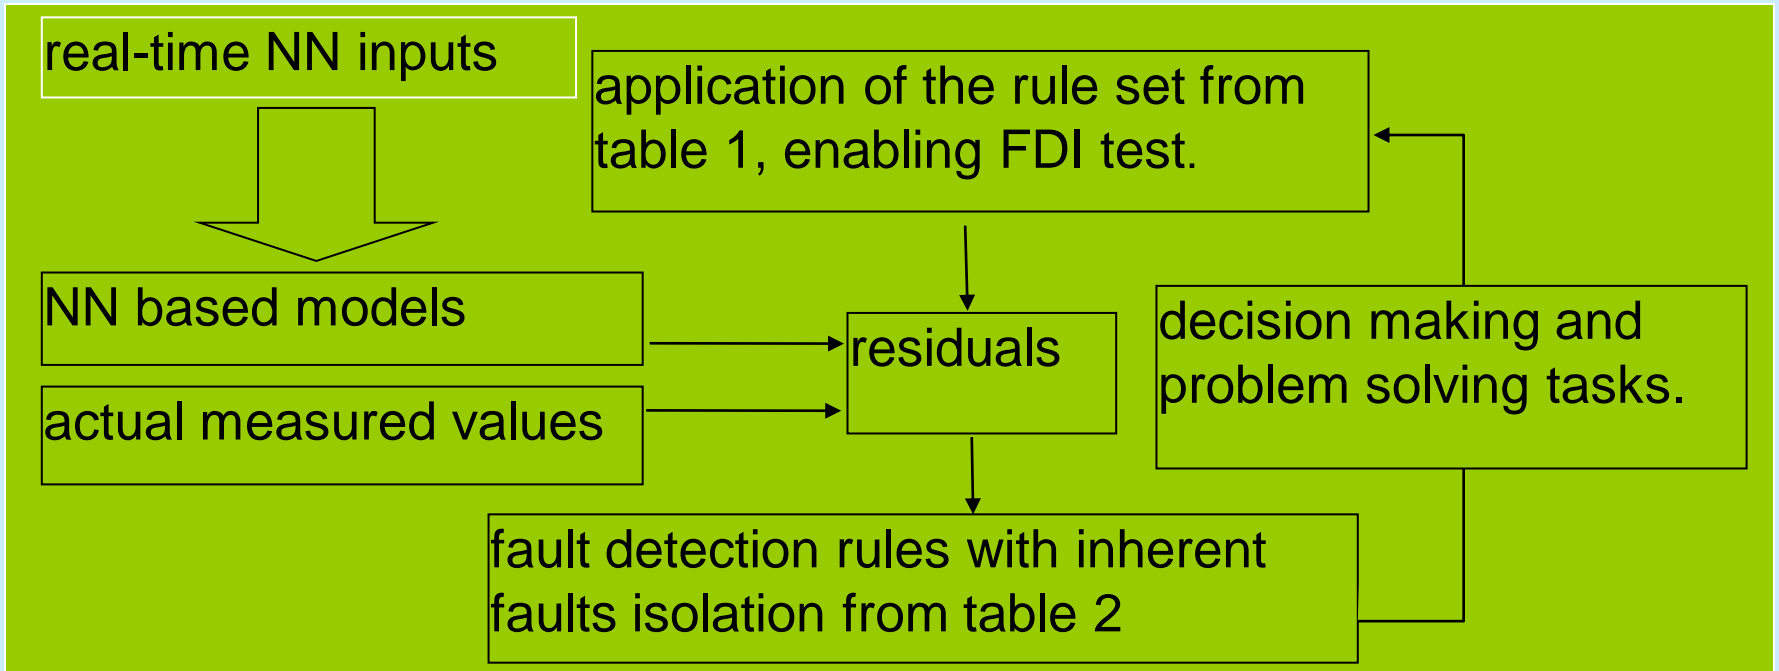 real-time NN inputs
application of the rule set from
table 1, enabling FDI test.
NN based models
residuals
decision making and
problem solving tasks.
actual measured values
fault detection rules with inherent
faults isolation from table 2